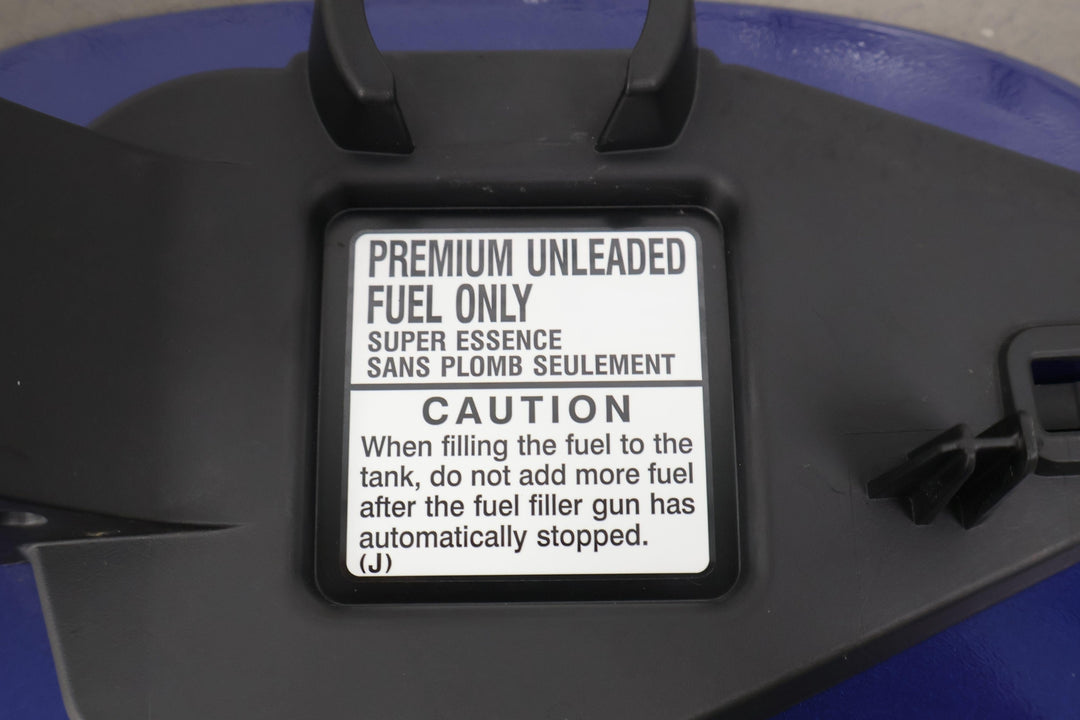 PREMIUM UNLEADED
FUEL ONLY
SUPER ESSENCE
SANS PLOMB SEULEMENT
CAUTION
When filling the fuel to the
tank, do not add more fuel
after the fuel filler gun has
automatically stopped.
(J)